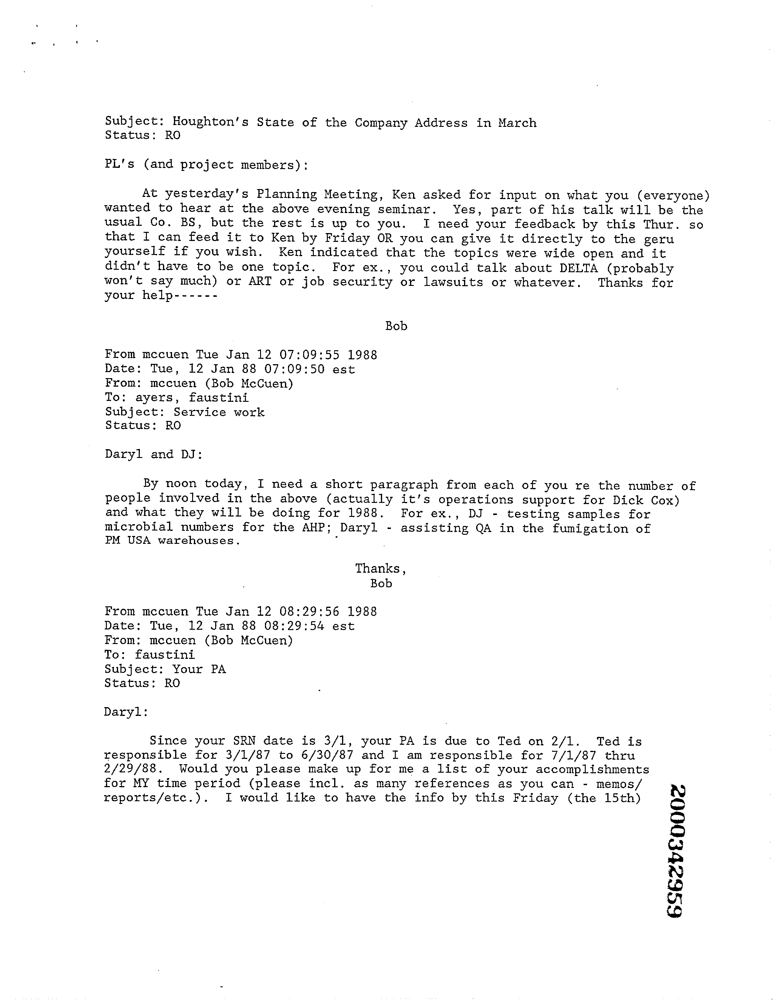 Subject: Houghton's State of the Company Address in March
Status: RO
PL's (and project members):
At yesterday's Planning Meeting, Ken asked for input on what you (everyone)
wanted to hear at the above evening seminar. Yes, part of his talk will be the
usual Co. BS, but the rest is up to you. I need your feedback by this Thur. so
that I can feed it to Ken by Friday OR you can give it directly to the geru
yourself if you wish. Ken indicated that the topics were wide open and it
didn't have to be one topic. For ex., you could talk about DELTA (probably
won't say much) or ART or job security or lawsuits or whatever. Thanks for
your help------
Bob
From mccuen Tue Jan 12 07:09:55 1988
Date: Tue, 12 Jan 88 07:09:50 est
From: mccuen (Bob McCuen)
To: ayers, faustini
Subject: Service work
Status: RO
Daryl and DJ:
By noon today, I need a short paragraph from each of you re the number of
people involved in the above (actually it's operations support for Dick Cox)
and what they will be doing for 1988. For ex., DJ - testing samples for
microbial numbers for the AHP; Daryl - assisting QA in the fumigation of
PM USA warehouses.
Thanks,
Bob
From mccuen Tue Jan 12 08:29:56 1988
Date: Tue, 12 Jan 88 08:29:54 est
From: mccuen (Bob McCuen)
To: faustini
Subject: Your PA
Status: RO
Daryl:
Since your SRN date is 3/1, your PA is due to Ted on 2/1. Ted is
responsible for 3/1/87 to 6/30/87 and I am responsible for 7/1/87 thru
2/29/88. Would you please make up for me a list of your accomplishments
for MY time period (please incl. as many references as you can - memos/
reports/etc.). I would like to have the info by this Friday (the 15th)
2000342959